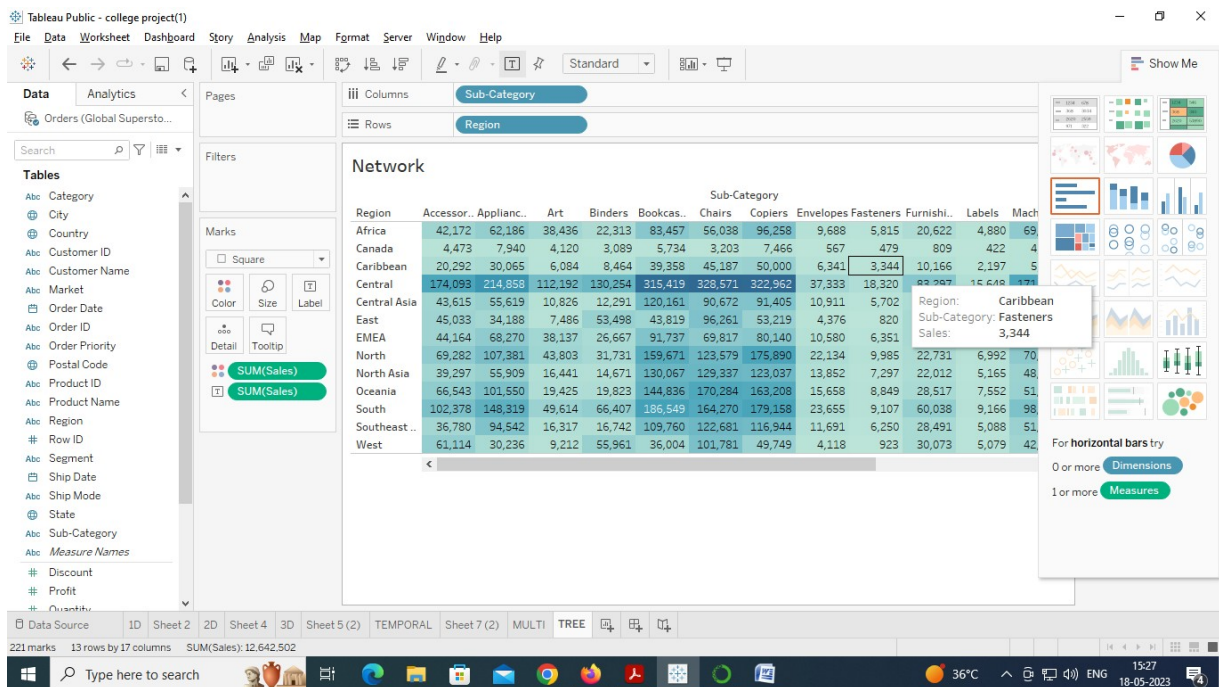 Tableau Public - college project(1)
File Data Worksheet Dashboard Story Analysis Map Format Server Window Help
Standard
Show Me
Data Analytics
Orders (Global Supersto...
Search
Tables
Abc Category
City
Country
Abc Customer ID
Abc Customer Name
Abc Market
Order Date
Abc Order ID
Abc Order Priority
Postal Code
Abc Product ID
Abc Product Name
Abc Region
# Row ID
Abc Segment
Ship Date
Abc Ship Mode
State
Abc Sub-Category
Abc Measure Names
# Discount
# Profit
# Quantity
Pages
Filters
Marks
Square
Color Size Label
Detail Tooltip
SUM(Sales)
SUM(Sales)
Columns Sub-Category
Rows Region
Network
Sub-Category
Region Accessor.. Applianc.. Art Binders Bookcas.. Chairs Copiers Envelopes Fasteners Furnishi.. Labels Mach
Africa 42,172 62,186 38,436 22,313 83,457 56,038 96,258 9,688 5,815 20,622 4,880 69,
Canada 4,473 7,940 4,120 3,089 5,734 3,203 7,466 567 479 809 422 4
Caribbean 20,292 30,065 6,084 8,464 39,358 45,187 50,000 6,341 3,344 10,166 2,197 5
Central 174,093 214,858 112,192 130,254 315,419 328,571 322,962 37,333 18,320 83,297 15,648 171
Central Asia 43,615 55,619 10,826 12,291 120,161 90,672 91,405 10,911 5,702
East 45,033 34,188 7,486 53,498 43,819 96,261 53,219 4,376 820
EMEA 44,164 68,270 38,137 26,667 91,737 69,817 80,140 10,580 6,351
North 69,282 107,381 43,803 31,731 159,671 123,579 175,890 22,134 9,985 22,731 6,992 70,
North Asia 39,297 55,909 16,441 14,671 130,067 129,337 123,037 13,852 7,297 22,012 5,165 48,
Oceania 66,543 101,550 19,425 19,823 144,836 170,284 163,208 15,658 8,849 28,517 7,552 51,
South 102,378 148,319 49,614 66,407 186,549 164,270 179,158 23,655 9,107 60,038 9,166 98,
Southeast .. 36,780 94,542 16,317 16,742 109,760 122,681 116,944 11,691 6,250 28,491 5,088 51,
West 61,114 30,236 9,212 55,961 36,004 101,781 49,749 4,118 923 30,073 5,079 42,
Region: Caribbean
Sub-Category: Fasteners
Sales: 3,344
For horizontal bars try
0 or more Dimensions
1 or more Measures
Data Source 1D Sheet 2 2D Sheet 4 3D Sheet 5 (2) TEMPORAL Sheet 7 (2) MULTI TREE
221 marks 13 rows by 17 columns SUM(Sales): 12,642,502
Type here to search
36°C ENG
15:27
18-05-2023
4